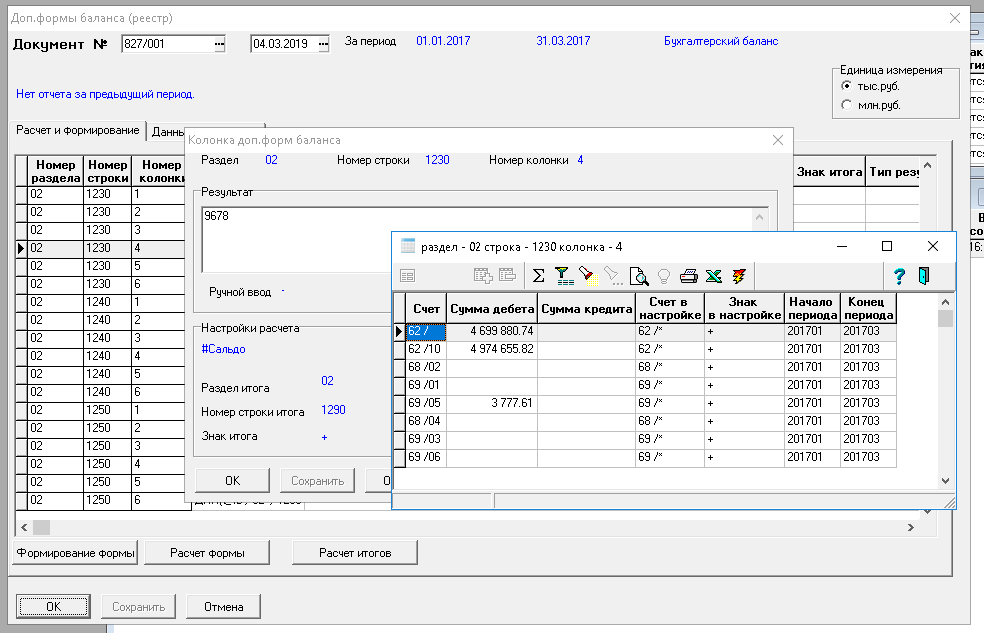 Доп.формы баланса (реестр)
Документ № 827/001 ... 04.03.2019 ... За период 01.01.2017 31.03.2017 Бухгалтерский баланс
Единица измерения
тыс.руб.
млн.руб.
Нет отчета за предыдущий период.
Расчет и формирование
Номер раздела Номер строки Номер Знак итога
02 1230 1
02 1230 2
02 1230 3
02 1230 4
02 1230 5
02 1230 6
02 1240 1
02 1240 2
02 1240 3
02 1240 4
02 1240 5
02 1240 6
02 1250 1
02 1250 2
02 1250 3
02 1250 4
02 1250 5
02 1250 6
Колонка доп.форм баланса
Раздел 02 Номер строки 1230 Номер колонки 4
Результат
9678
Ручной ввод -
Настройки расчета
#Сальдо
Раздел итога 02
Номер строки итога 1290
Знак итога +
OK Сохранить
раздел - 02 строка - 1230 колонка - 4
Счет Сумма дебета Сумма кредита Счет в настройке Знак в настройке Начало периода Конец периода
62 / 4 699 880.74 62 /* + 201701 201703
62 /10 4 974 655.82 62 /* + 201701 201703
68 /02 68 /* + 201701 201703
69 /01 69 /* + 201701 201703
69 /05 3 777.61 69 /* + 201701 201703
68 /04 68 /* + 201701 201703
69 /03 69 /* + 201701 201703
69 /06 69 /* + 201701 201703
Формирование формы Расчет формы Расчет итогов
OK Сохранить Отмена